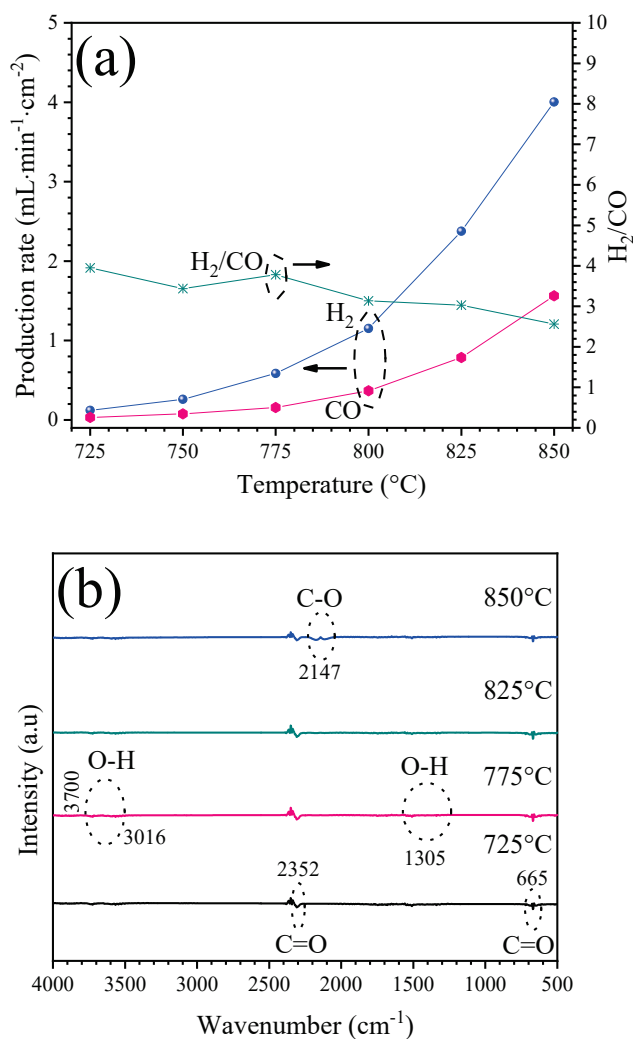 (a)
Production rate (mL·min⁻¹·cm⁻²)
5
4
3
2
1
0
10
9
8
7
6
5
4
3
2
1
0
H₂/CO
H₂/CO
H₂
CO
725 750 775 800 825 850
Temperature (°C)
(b)
Intensity (a.u)
C-O
850°C
2147
825°C
O-H
O-H
775°C
3700
3016
1305
725°C
2352
665
C=O
C=O
4000 3500 3000 2500 2000 1500 1000 500
Wavenumber (cm⁻¹)